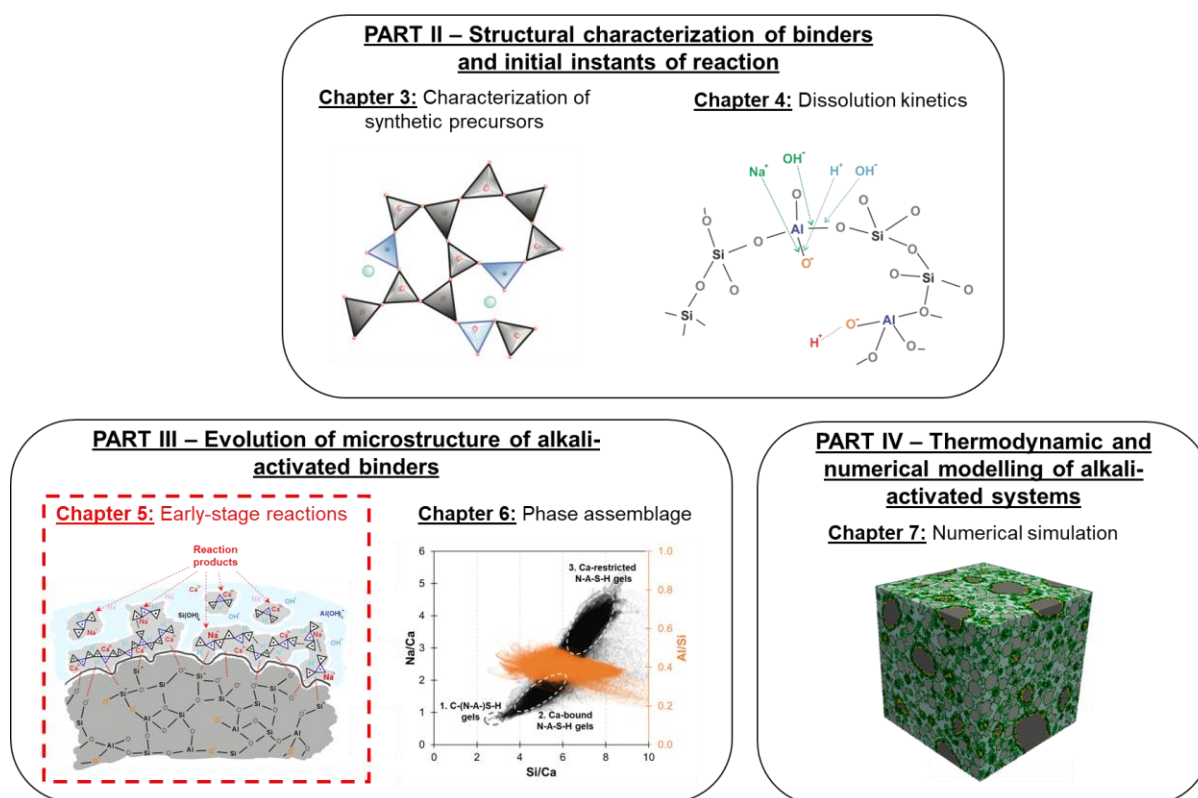 PART II – Structural characterization of binders
and initial instants of reaction
Chapter 3: Characterization of
synthetic precursors
Chapter 4: Dissolution kinetics
OH⁻
Na⁺
H⁺
OH⁻
O
O
O
O
Al
O
Si
O
O
Si
O⁻
O
O
Si
O
O
Si
O⁻
Al
O
H⁺
O
O
PART III – Evolution of microstructure of alkali-
activated binders
Chapter 5: Early-stage reactions
Reaction
products
Ca²⁺
Na⁺
Si(OH)
OH⁻
Al(OH)₄⁻
Chapter 6: Phase assemblage
Na/Ca
6
5
4
3
2
1
0
3. Ca-restricted
N-A-S-H gels
1. C-(N-A-)S-H
gels
2. Ca-bound
N-A-S-H gels
0 2 4 6 8 10
Si/Ca
1.0
0.8
0.6
0.4
0.2
0.0
Al/Si
PART IV – Thermodynamic and
numerical modelling of alkali-
activated systems
Chapter 7: Numerical simulation